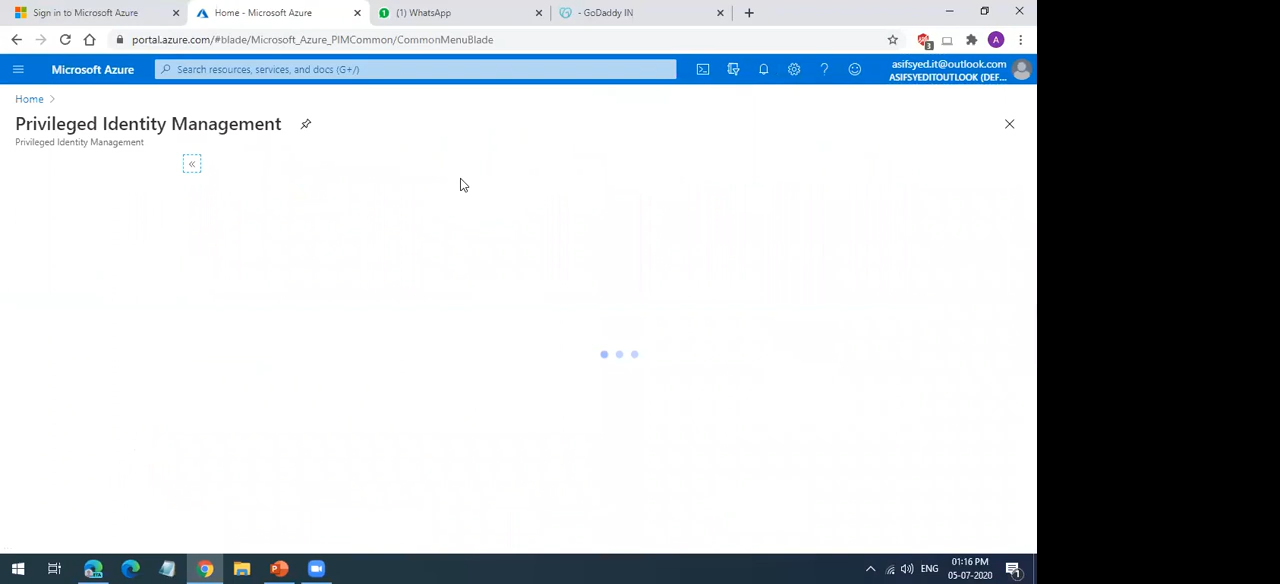 Sign in to Microsoft Azure
Home - Microsoft Azure
(1) WhatsApp
- GoDaddy IN
portal.azure.com/#blade/Microsoft_Azure_PIMCommon/CommonMenuBlade
3
A
Microsoft Azure
Search resources, services, and docs (G+/)
asifsyed.it@outlook.com
ASIFSYEDITOUTLOOK (DEF...
Home
Privileged Identity Management
Privileged Identity Management
ENG
01:16 PM
05-07-2020
1